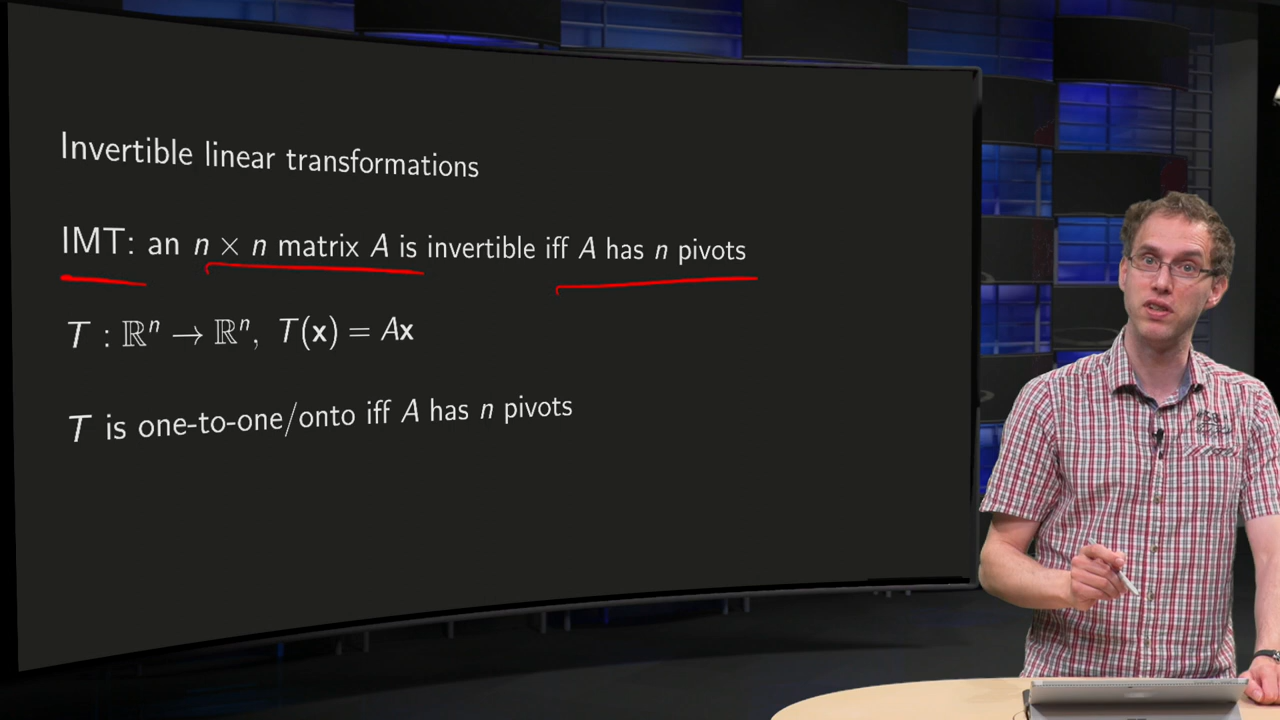 Invertible linear transformations
IMT: an n × n matrix A is invertible iff A has n pivots
T : ℝⁿ → ℝⁿ, T(𝐱) = A𝐱
T is one-to-one/onto iff A has n pivots